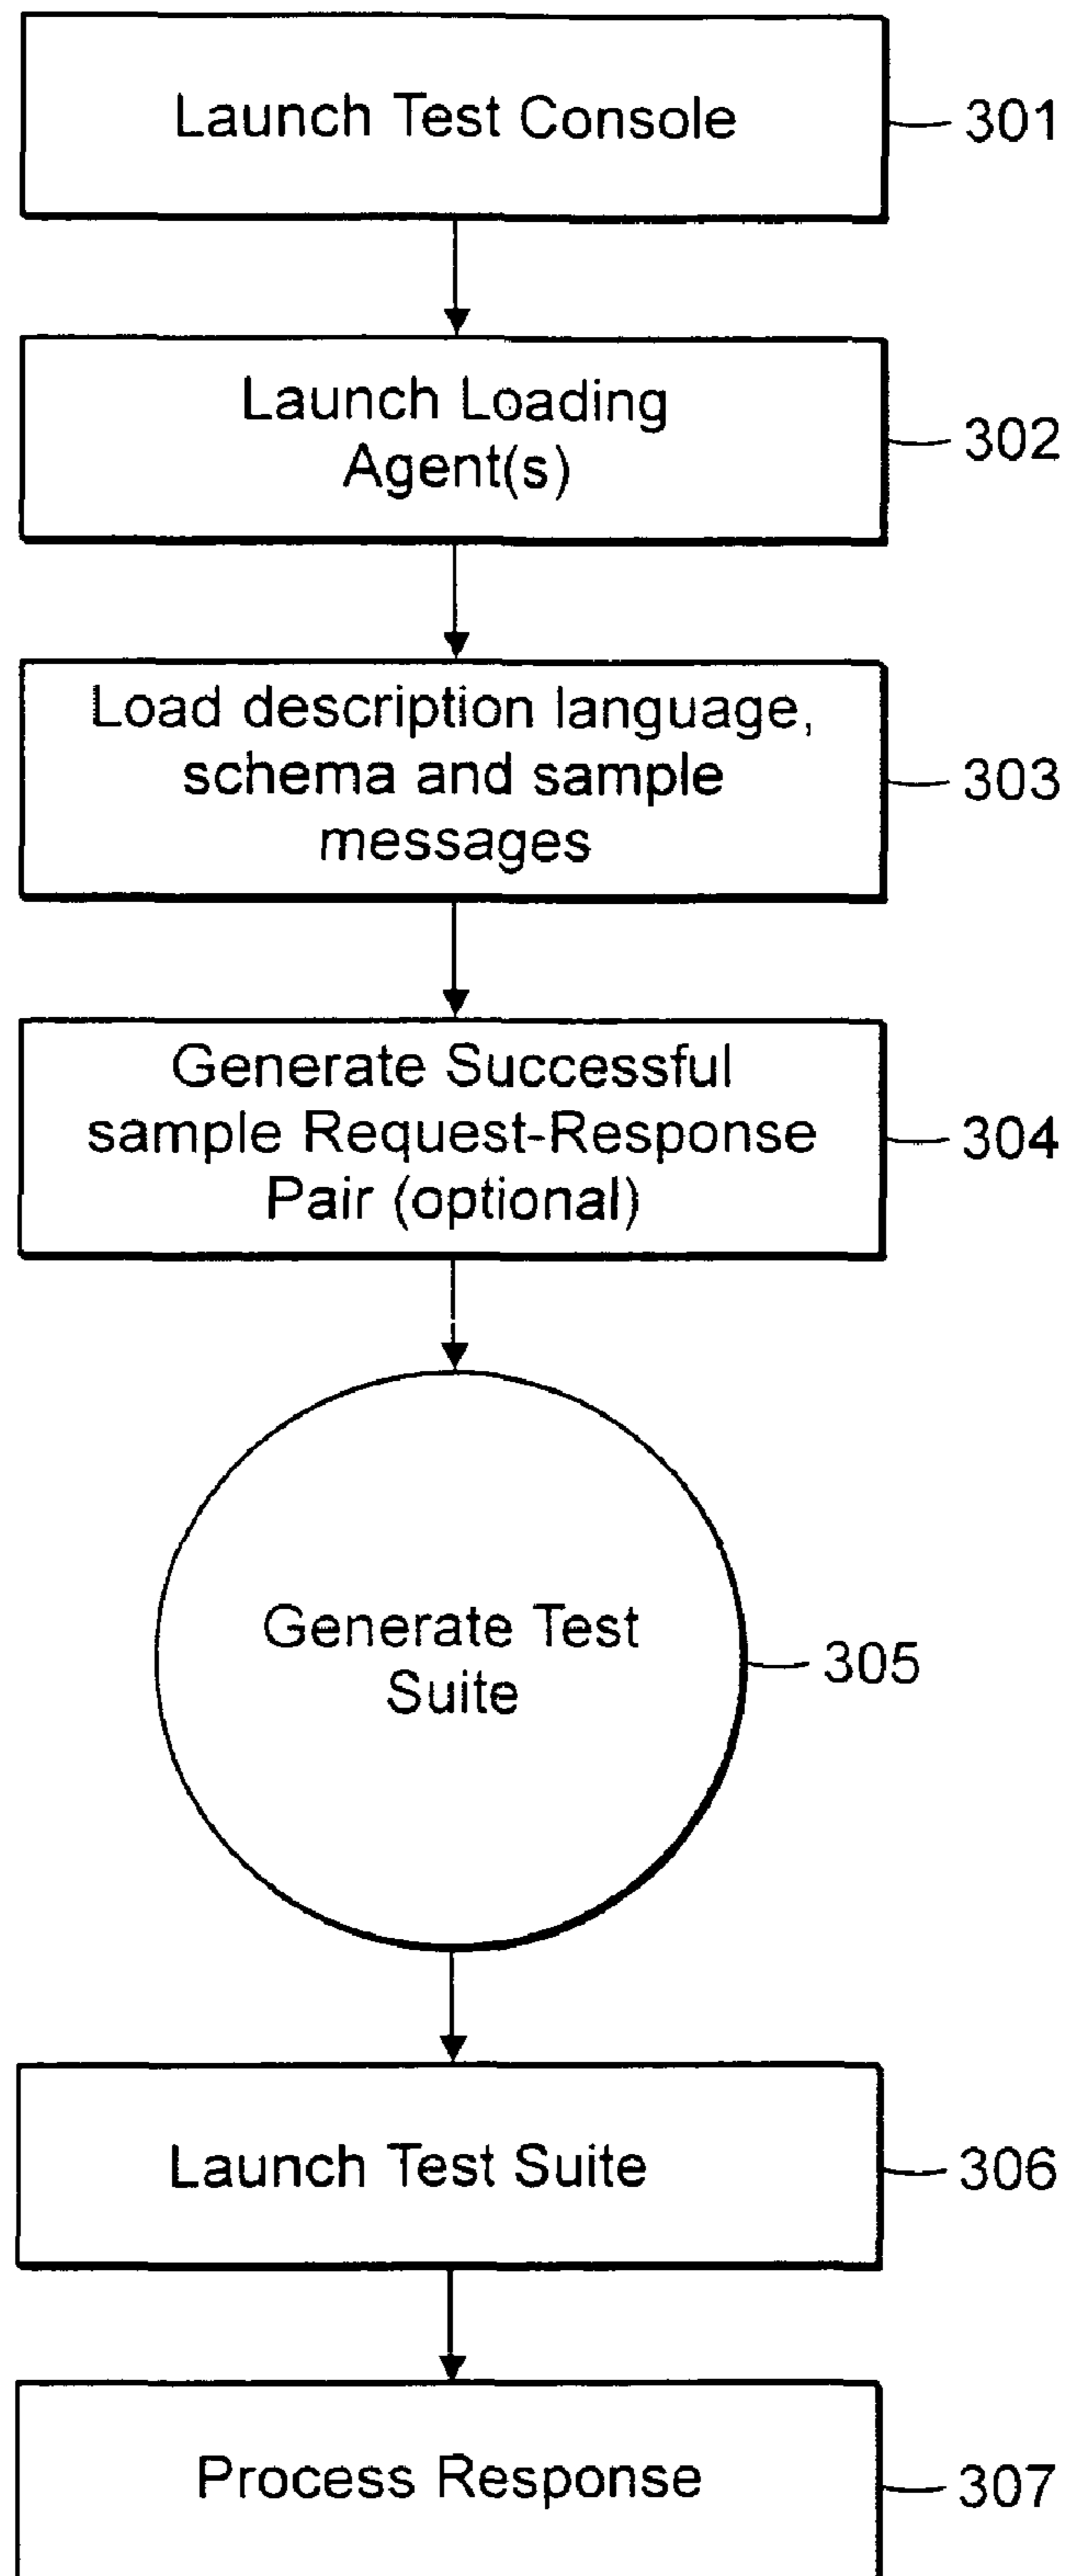 Launch Test Console
301
Launch Loading
Agent(s)
302
Load description language,
schema and sample
messages
303
Generate Successful
sample Request-Response
Pair (optional)
304
Generate Test
Suite
305
Launch Test Suite
306
Process Response
307